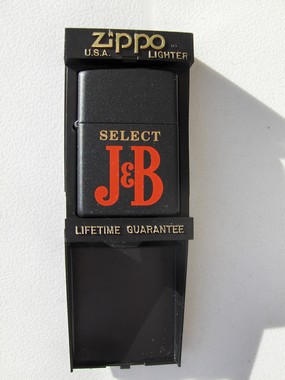 zippo
U.S.A. LIGHTER
SELECT
J&B
LIFETIME GUARANTEE